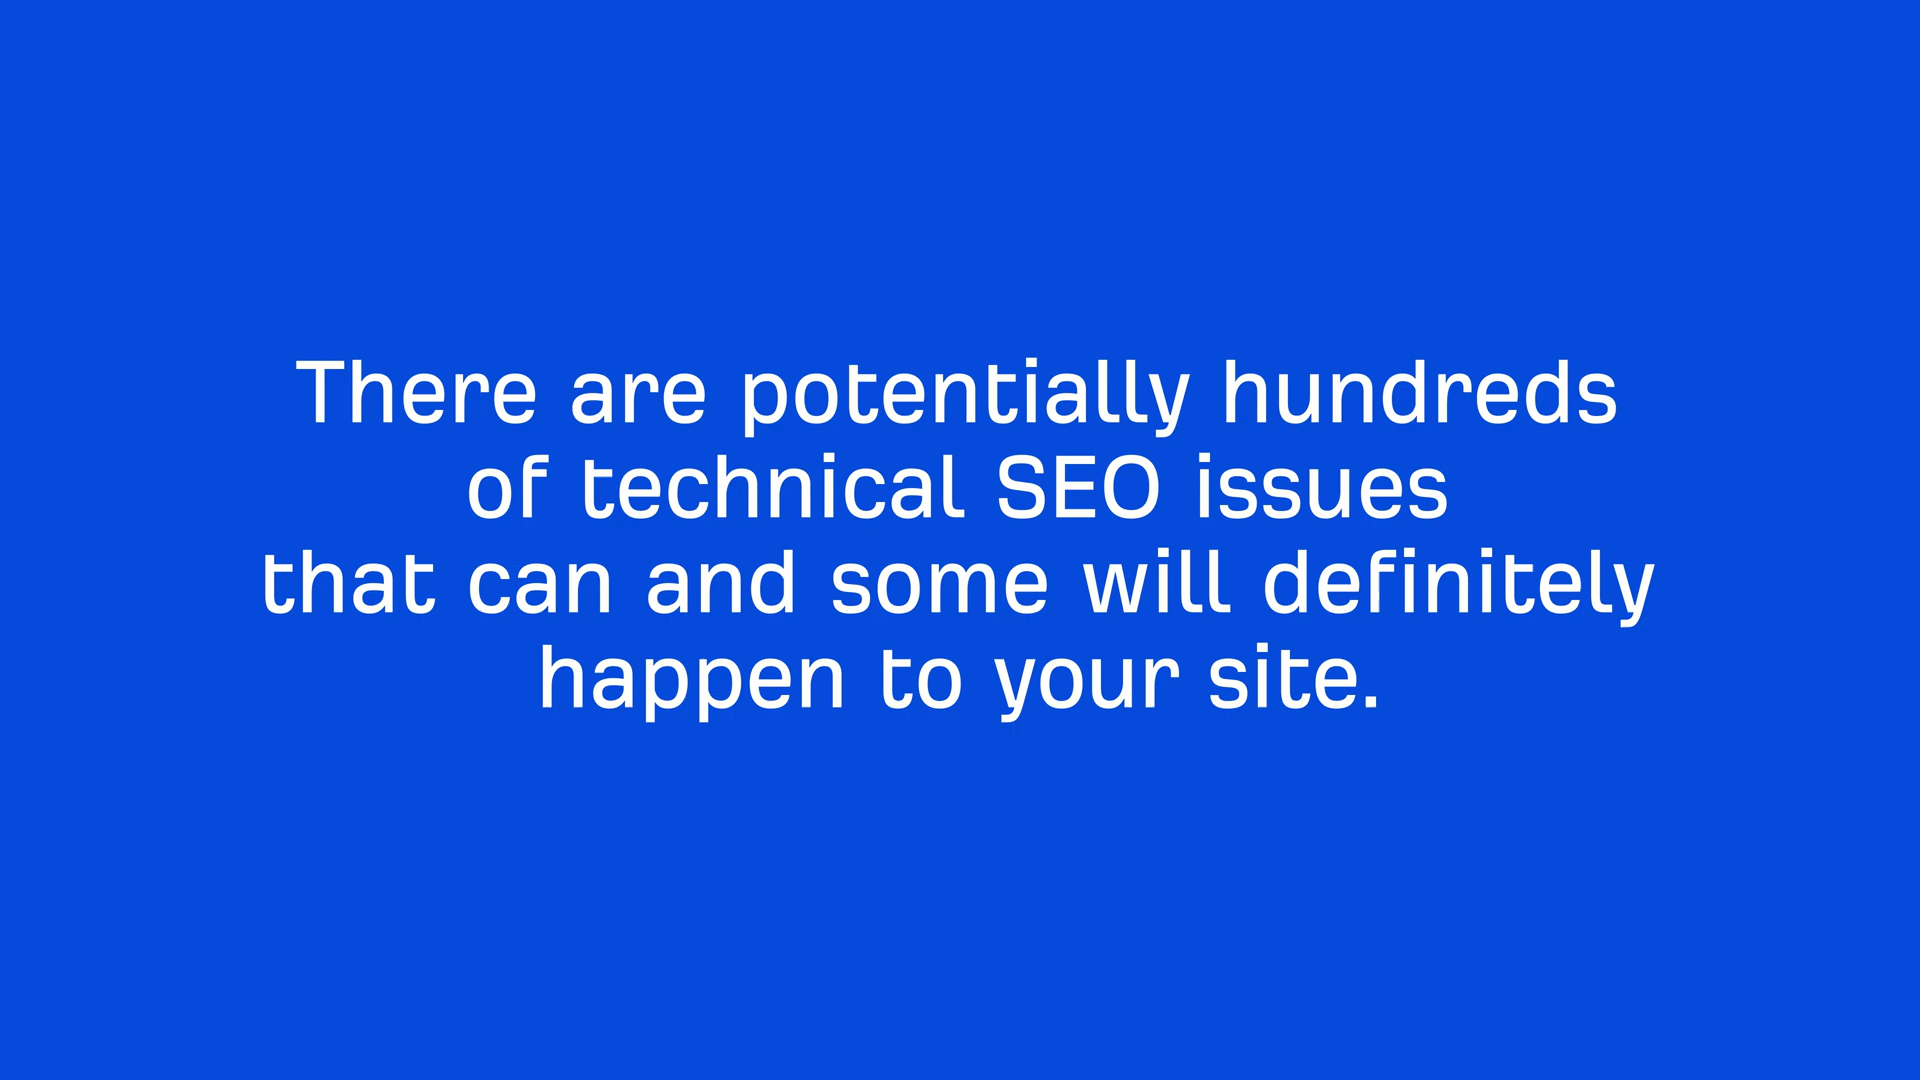 There are potentially hundreds
of technical SEO issues
that can and some will definitely
happen to your site.